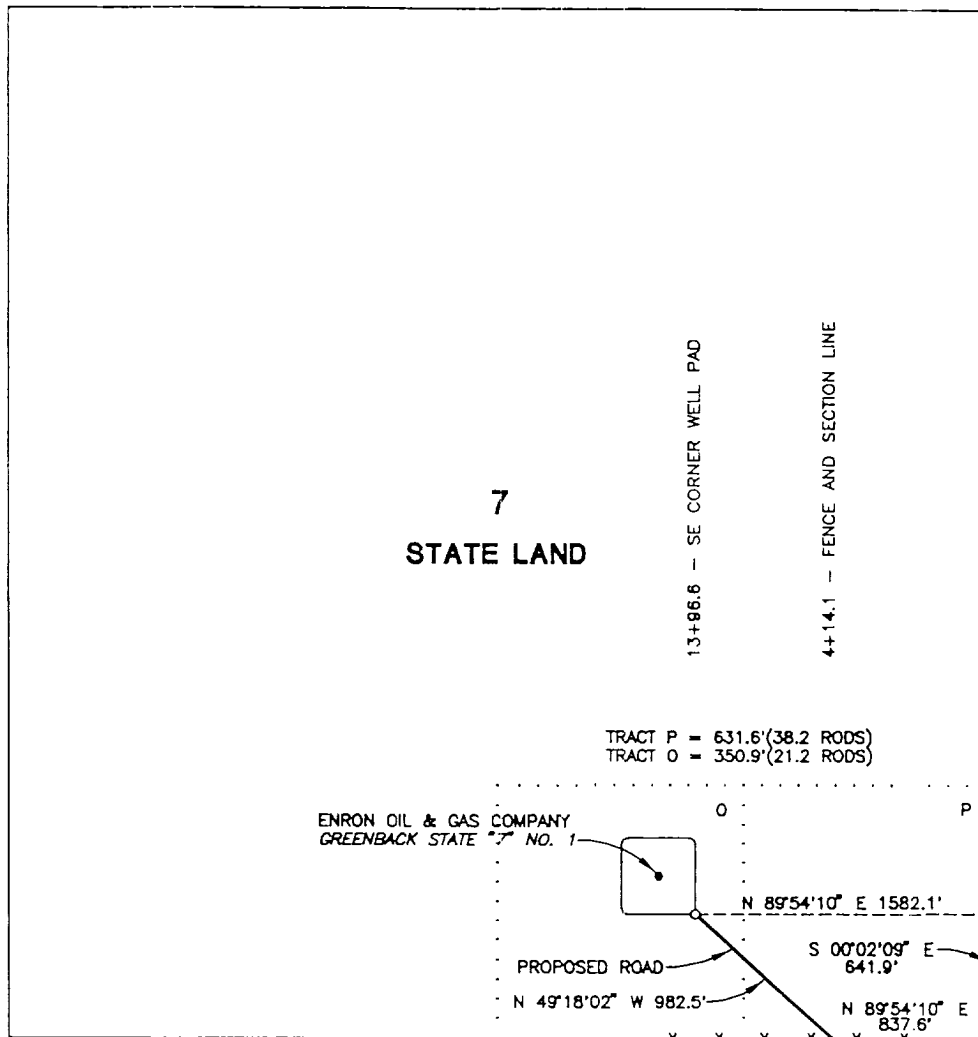 13+96.6 - SE CORNER WELL PAD
4+14.1 - FENCE AND SECTION LINE
7
STATE LAND
TRACT P = 631.6'(38.2 RODS)
TRACT O = 350.9'(21.2 RODS)
O
P
ENRON OIL & GAS COMPANY
GREENBACK STATE "7" NO. 1
N 89°54'10" E 1582.1'
S 00°02'09" E
641.9'
PROPOSED ROAD
N 49°18'02" W 982.5'
N 89°54'10" E
837.6'